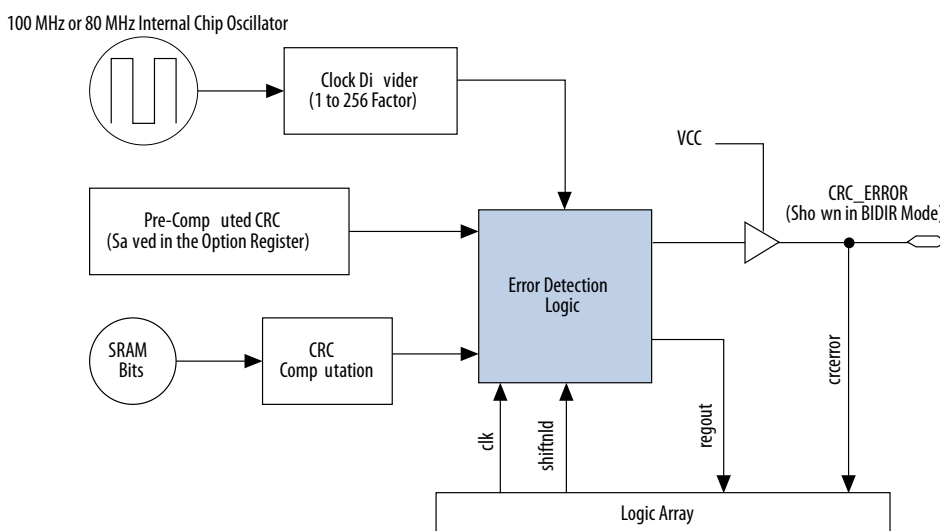 100 MHz or 80 MHz Internal Chip Oscillator
Clock Di vider
(1 to 256 Factor)
VCC
CRC_ERROR
(Sho wn in BIDIR Mode)
Pre-Comp uted CRC
(Sa ved in the Option Register)
Error Detection
Logic
SRAM
Bits
CRC
Comp utation
clk
shiftnld
regout
crcerror
Logic Array